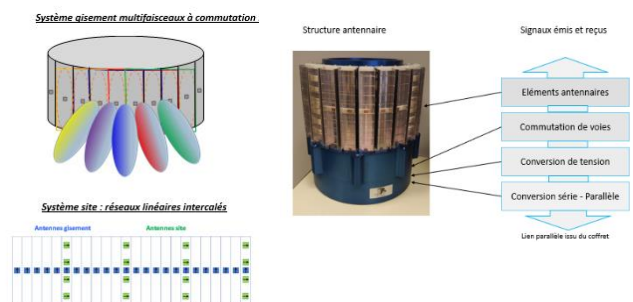 Système gisement multifaisceaux à commutation
Système site : réseaux linéaires intercalés
Antennes gisement
Antennes site
Structure antennaire
Signaux émis et reçus
Eléments antennaires
Commutation de voies
Conversion de tension
Conversion série - Parallèle
Lien parallèle issu du coffret